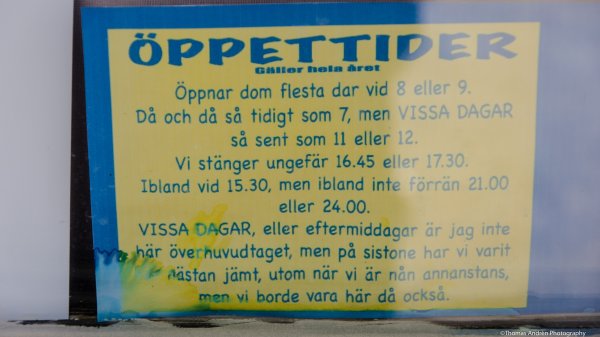 ÖPPETTIDER
Gäller hela året
Öppnar dom flesta dar vid 8 eller 9.
Då och då så tidigt som 7, men VISSA DAGAR
så sent som 11 eller 12.
Vi stänger ungefär 16.45 eller 17.30.
Ibland vid 15.30, men ibland inte förrän 21.00
eller 24.00.
VISSA DAGAR, eller eftermiddagar är jag inte
här överhuvudtaget, men på sistone har vi varit
nästan jämt, utom när vi är nån annanstans,
men vi borde vara här då också.
©Thomas Andrén Photography